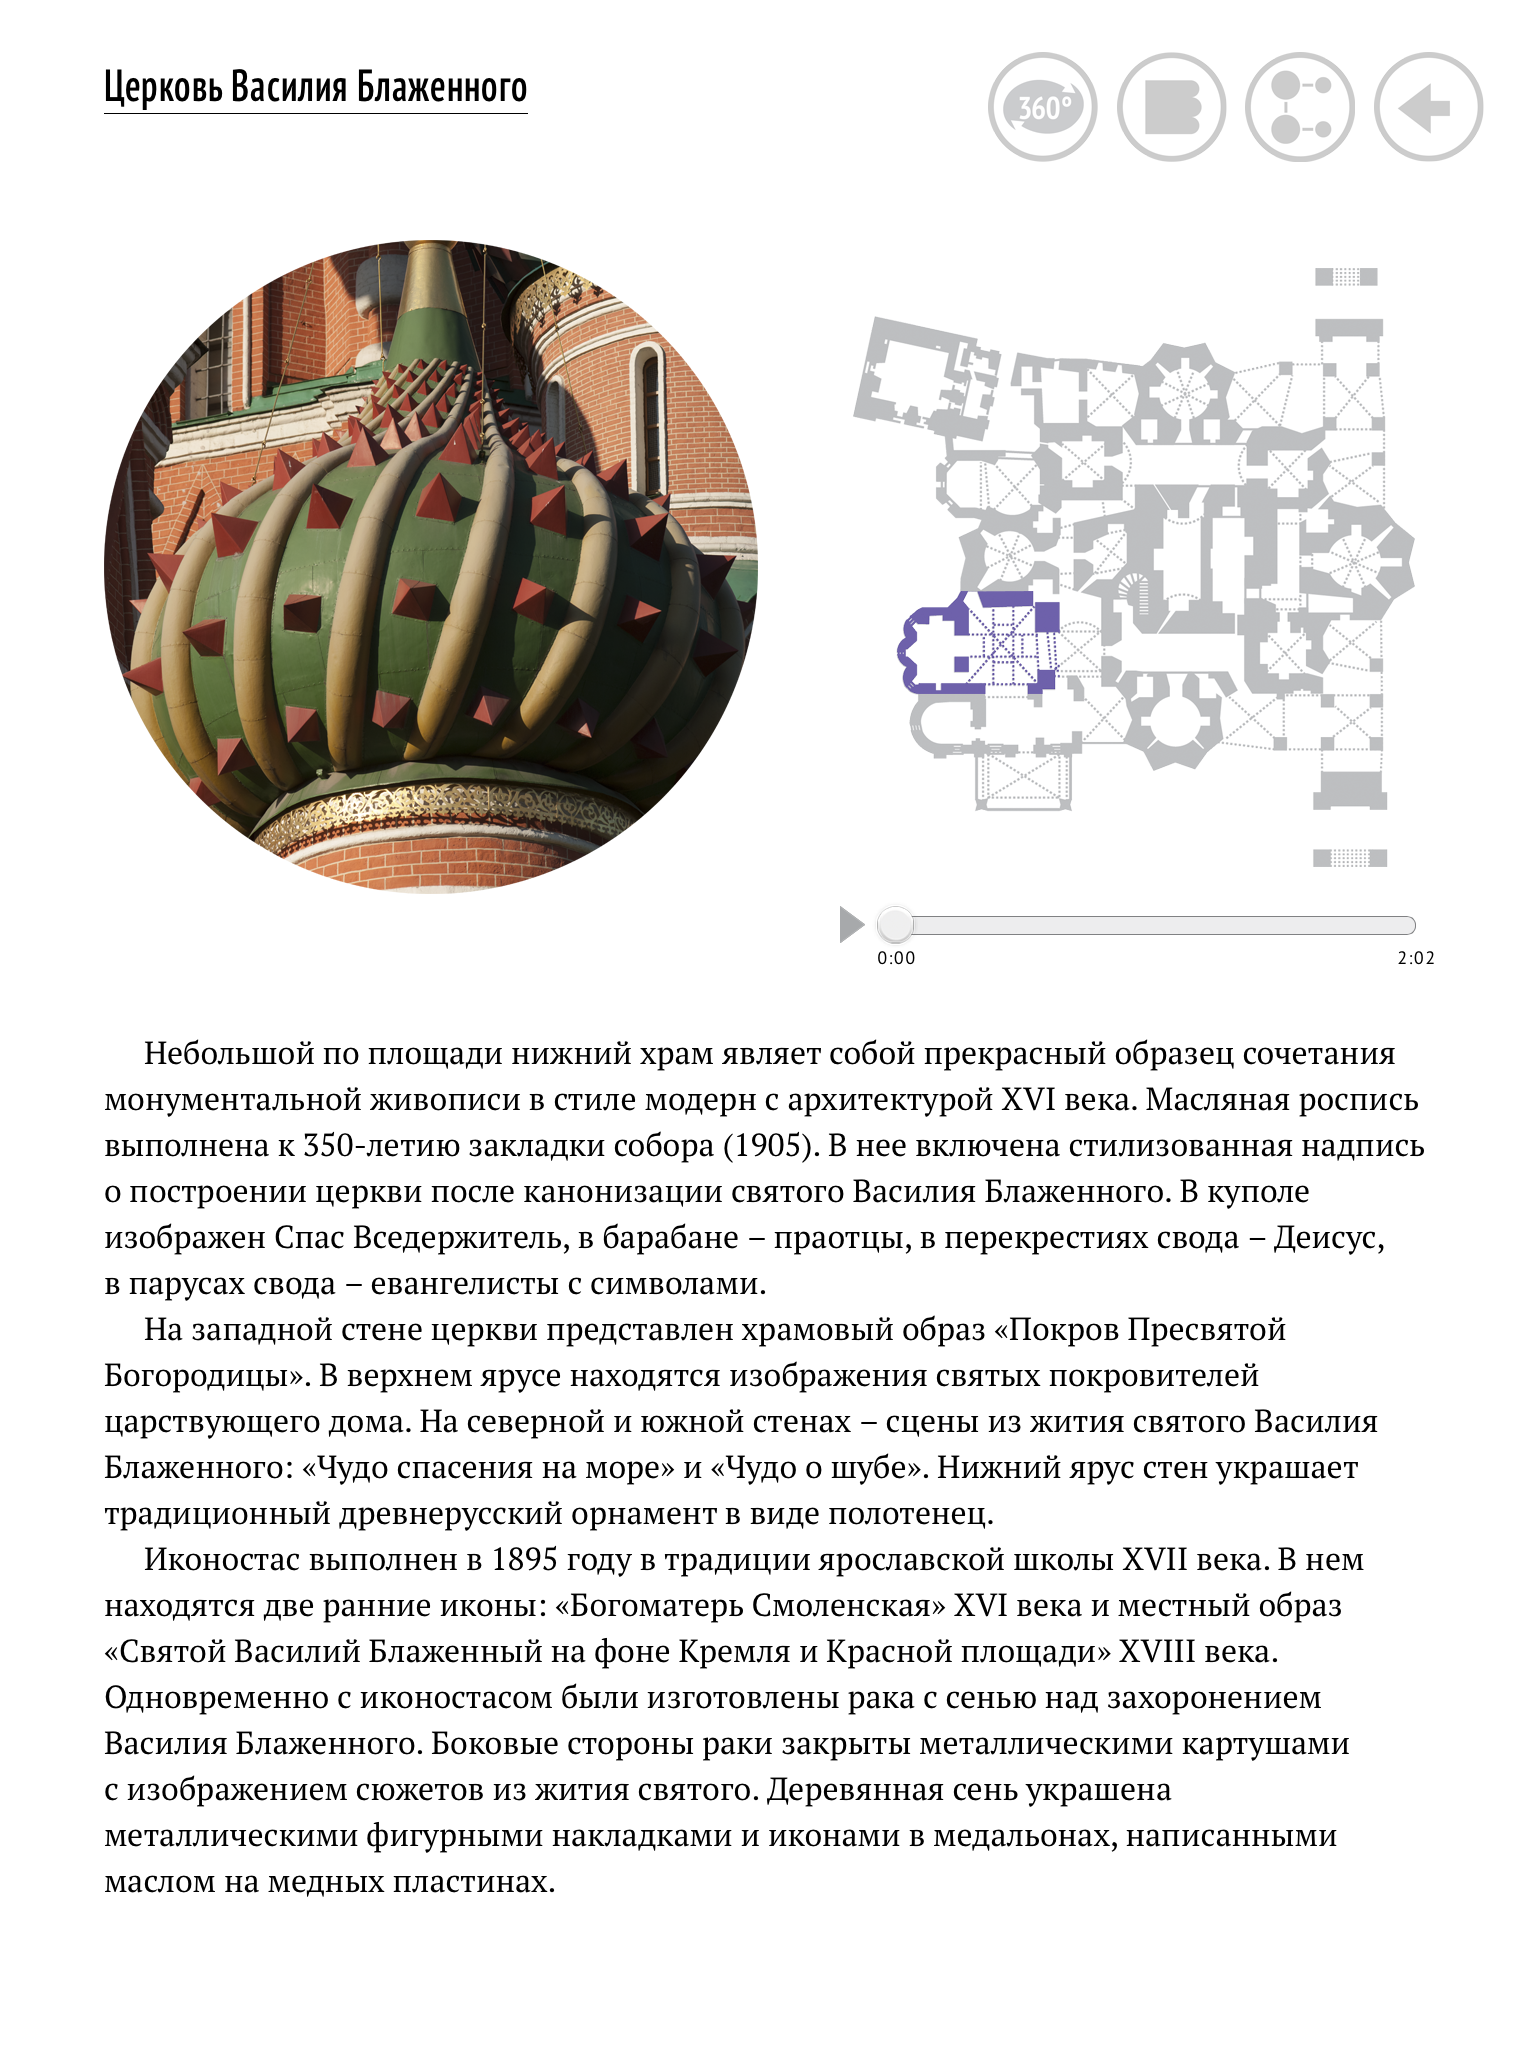 Церковь Василия Блаженного
360°
0:00
2:02
Небольшой по площади нижний храм являет собой прекрасный образец сочетания
монументальной живописи в стиле модерн с архитектурой XVI века. Масляная роспись
выполнена к 350-летию закладки собора (1905). В нее включена стилизованная надпись
о построении церкви после канонизации святого Василия Блаженного. В куполе
изображен Спас Вседержитель, в барабане – праотцы, в перекрестиях свода – Деисус,
в парусах свода – евангелисты с символами.
На западной стене церкви представлен храмовый образ «Покров Пресвятой
Богородицы». В верхнем ярусе находятся изображения святых покровителей
царствующего дома. На северной и южной стенах – сцены из жития святого Василия
Блаженного: «Чудо спасения на море» и «Чудо о шубе». Нижний ярус стен украшает
традиционный древнерусский орнамент в виде полотенец.
Иконостас выполнен в 1895 году в традиции ярославской школы XVII века. В нем
находятся две ранние иконы: «Богоматерь Смоленская» XVI века и местный образ
«Святой Василий Блаженный на фоне Кремля и Красной площади» XVIII века.
Одновременно с иконостасом были изготовлены рака с сенью над захоронением
Василия Блаженного. Боковые стороны раки закрыты металлическими картушами
с изображением сюжетов из жития святого. Деревянная сень украшена
металлическими фигурными накладками и иконами в медальонах, написанными
маслом на медных пластинах.